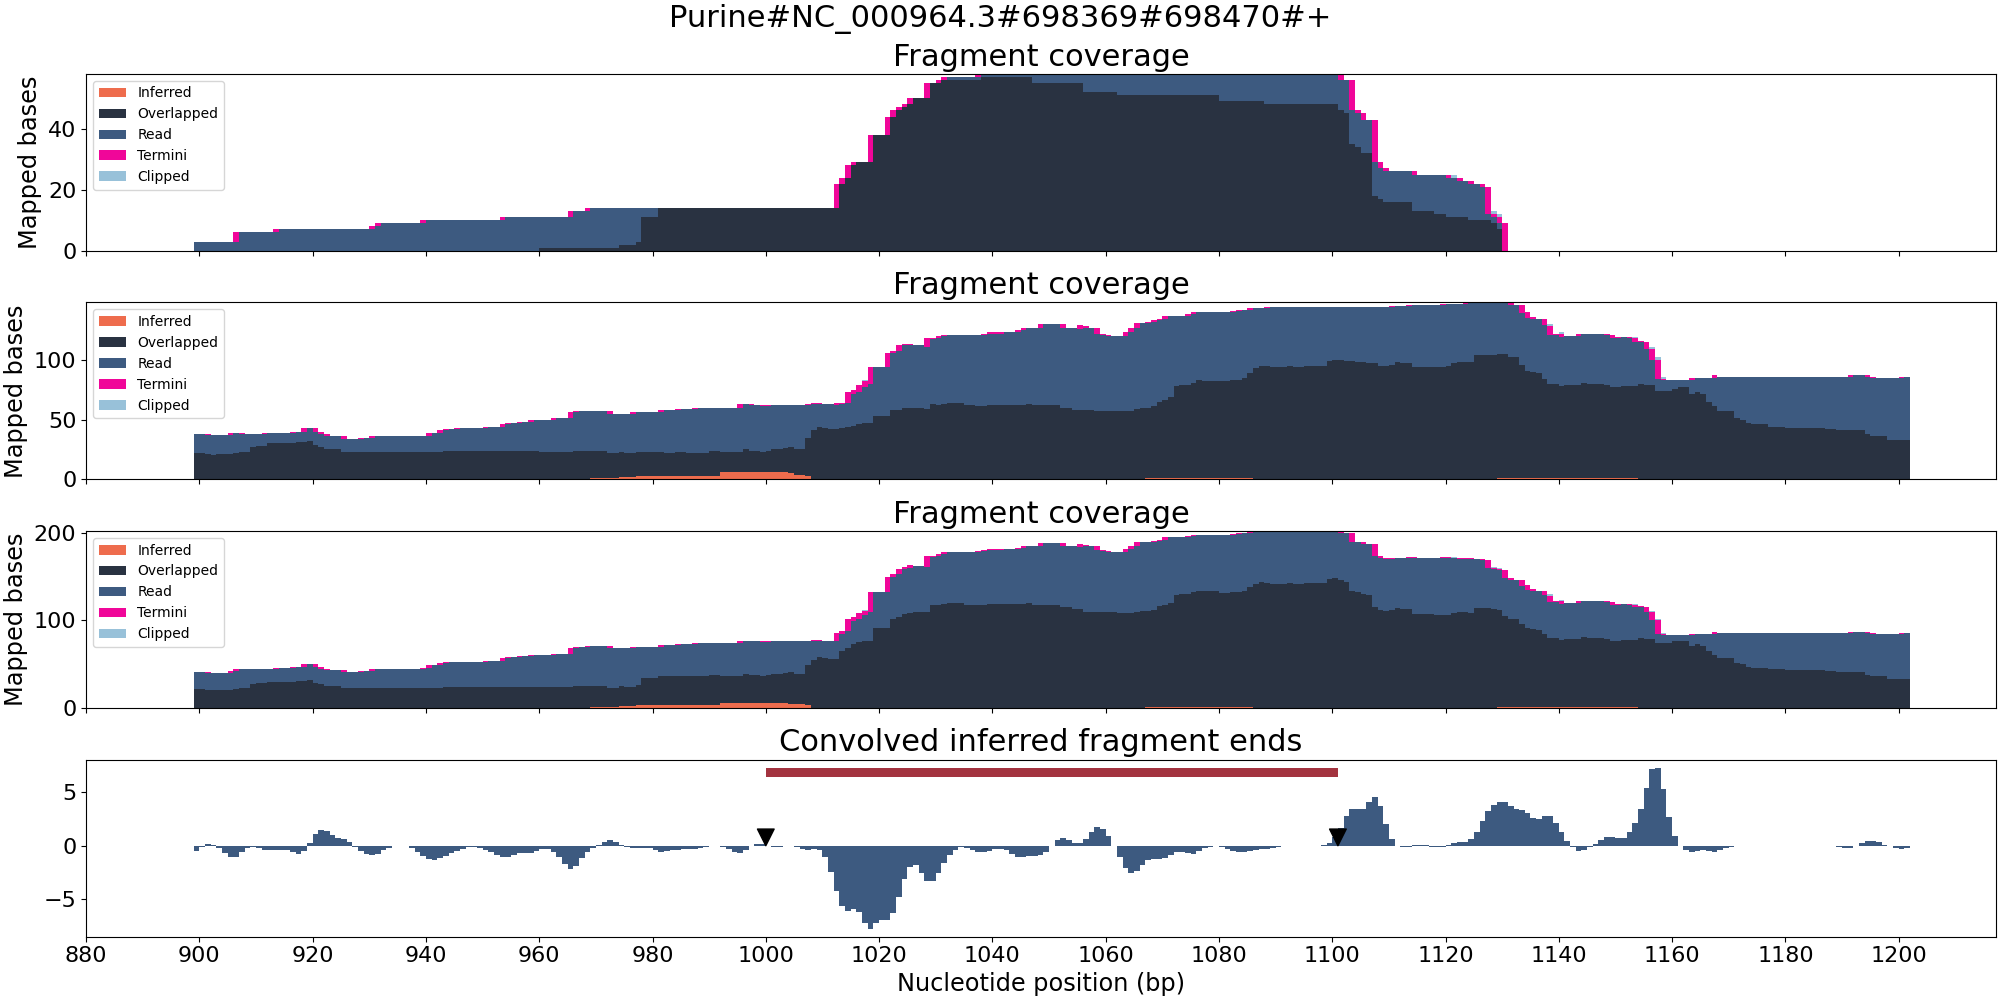 Purine#NC_000964.3#698369#698470#+
Fragment coverage
Mapped bases
40
20
0
Inferred
Overlapped
Read
Termini
Clipped
Fragment coverage
Mapped bases
100
50
0
Inferred
Overlapped
Read
Termini
Clipped
Fragment coverage
Mapped bases
200
100
0
Inferred
Overlapped
Read
Termini
Clipped
Convolved inferred fragment ends
5
0
−5
880 900 920 940 960 980 1000 1020 1040 1060 1080 1100 1120 1140 1160 1180 1200
Nucleotide position (bp)